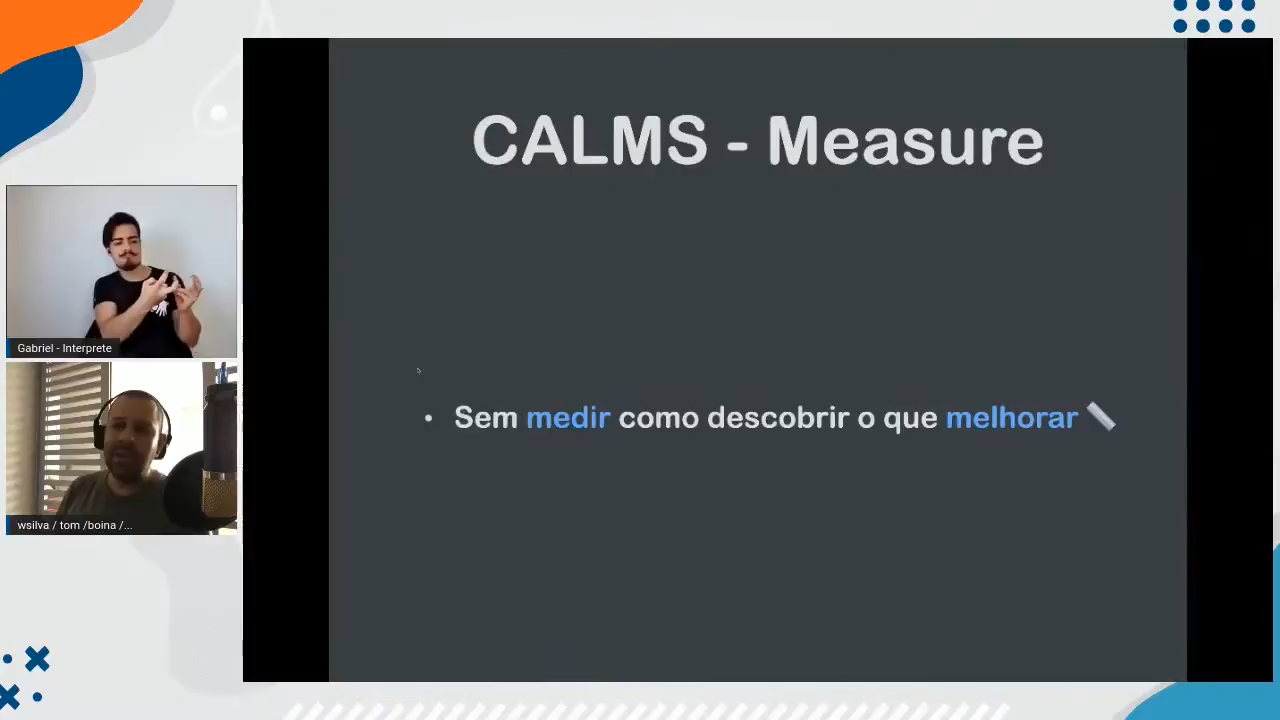 CALMS - Measure
• Sem medir como descobrir o que melhorar
Gabriel - Interprete
wsilva / tom /boina /...